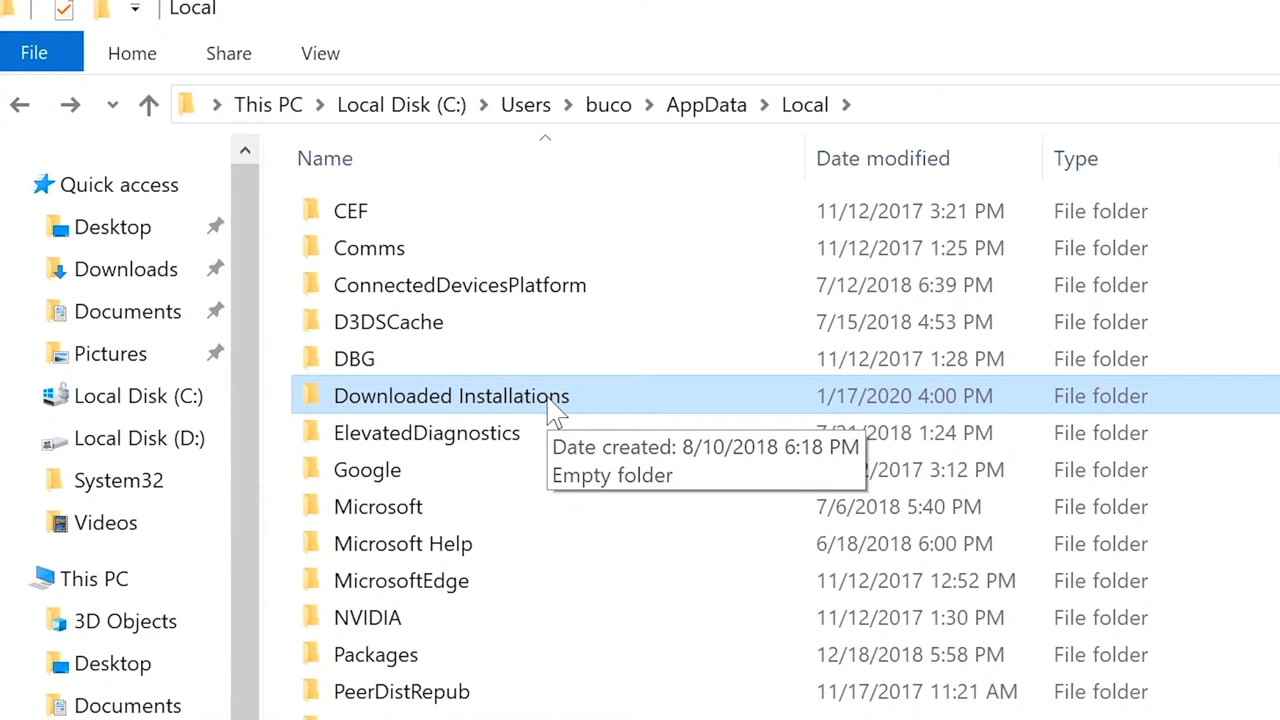 Local
File Home Share View
This PC Local Disk (C:) Users buco AppData Local
Name Date modified Type
Quick access
Desktop
Downloads
Documents
Pictures
Local Disk (C:)
Local Disk (D:)
System32
Videos
This PC
3D Objects
Desktop
Documents
CEF 11/12/2017 3:21 PM File folder
Comms 11/12/2017 1:25 PM File folder
ConnectedDevicesPlatform 7/12/2018 6:39 PM File folder
D3DSCache 7/15/2018 4:53 PM File folder
DBG 11/12/2017 1:28 PM File folder
Downloaded Installations 1/17/2020 4:00 PM File folder
ElevatedDiagnostics 1:24 PM File folder
Date created: 8/10/2018 6:18 PM
Empty folder
Google 3:12 PM File folder
Microsoft 7/6/2018 5:40 PM File folder
Microsoft Help 6/18/2018 6:00 PM File folder
MicrosoftEdge 11/12/2017 12:52 PM File folder
NVIDIA 11/12/2017 1:30 PM File folder
Packages 12/18/2018 5:58 PM File folder
PeerDistRepub 11/17/2017 11:21 AM File folder